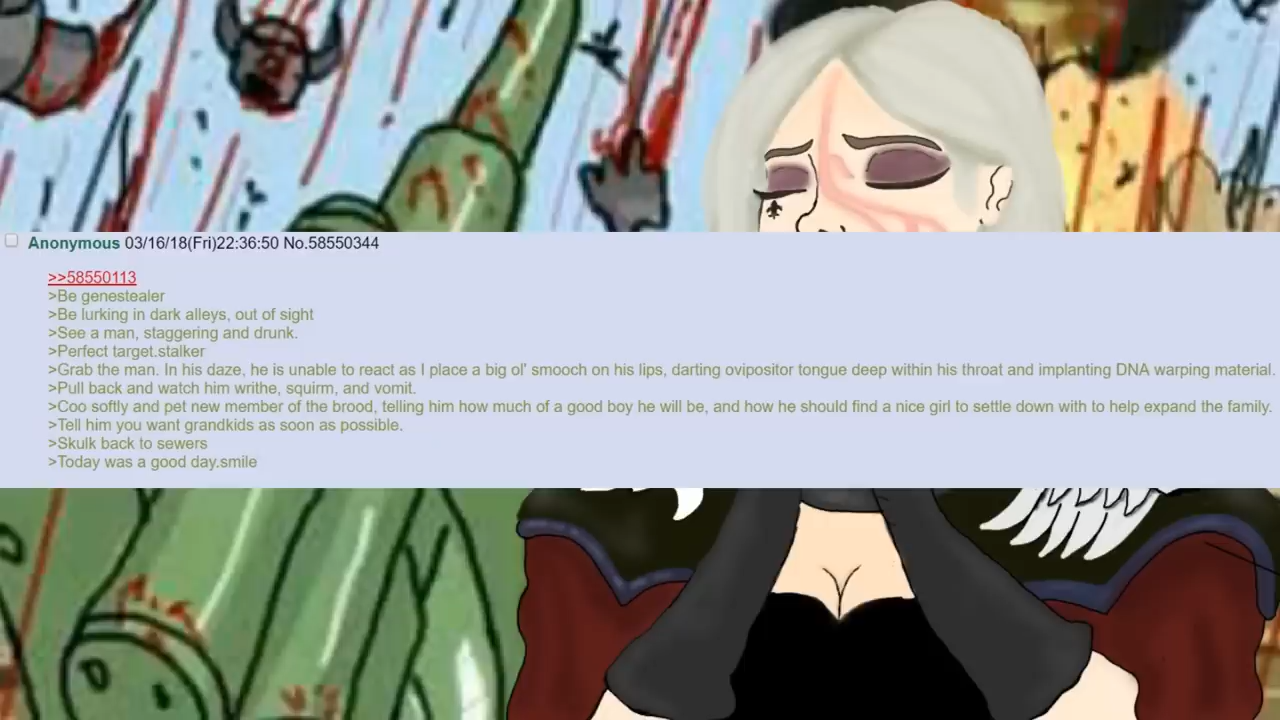 Anonymous 03/16/18(Fri)22:36:50 No.58550344
>>58550113
>Be genestealer
>Be lurking in dark alleys, out of sight
>See a man, staggering and drunk.
>Perfect target.stalker
>Grab the man. In his daze, he is unable to react as I place a big ol' smooch on his lips, darting ovipositor tongue deep within his throat and implanting DNA warping material.
>Pull back and watch him writhe, squirm, and vomit.
>Coo softly and pet new member of the brood, telling him how much of a good boy he will be, and how he should find a nice girl to settle down with to help expand the family.
>Tell him you want grandkids as soon as possible.
>Skulk back to sewers
>Today was a good day.smile